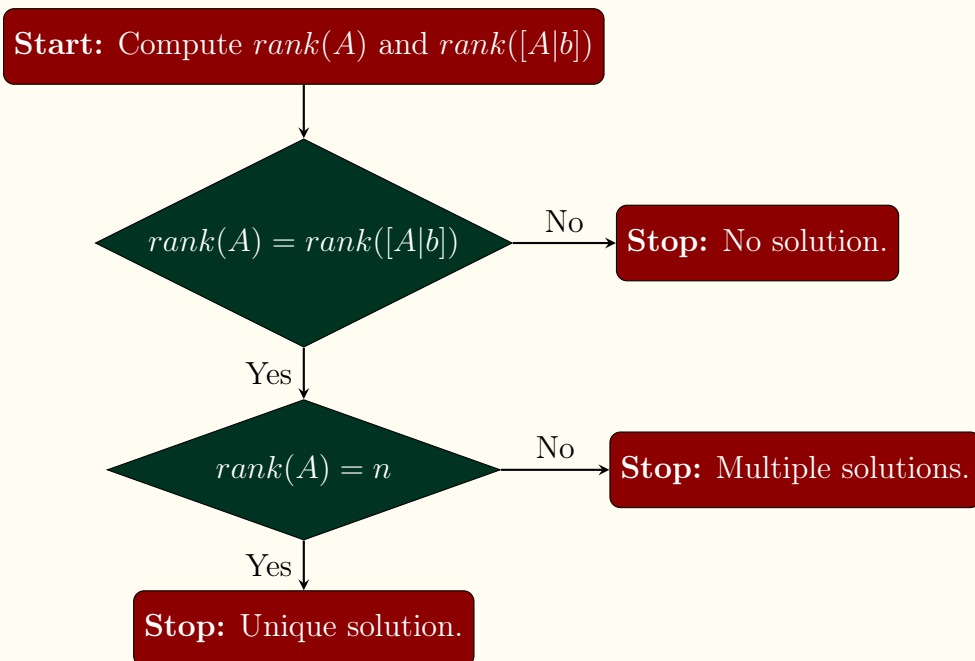 Start: Compute rank(A) and rank([A|b])
rank(A) = rank([A|b])
No
Stop: No solution.
Yes
rank(A) = n
No
Stop: Multiple solutions.
Yes
Stop: Unique solution.